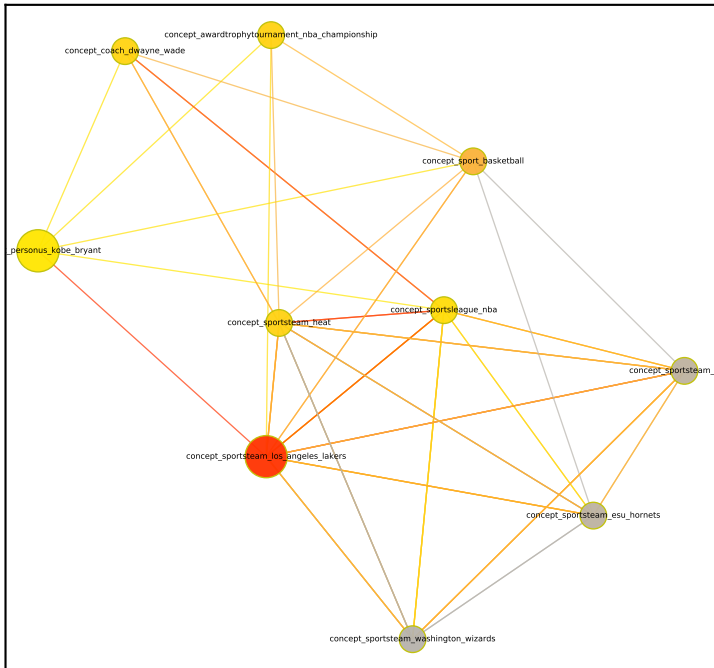 concept_awardtrophytournament_nba_championship
concept_coach_dwayne_wade
concept_sport_basketball
_personus_kobe_bryant
concept_sportsleague_nba
concept_sportsteam_heat
concept_sportsteam_
concept_sportsteam_los_angeles_lakers
concept_sportsteam_esu_hornets
concept_sportsteam_washington_wizards